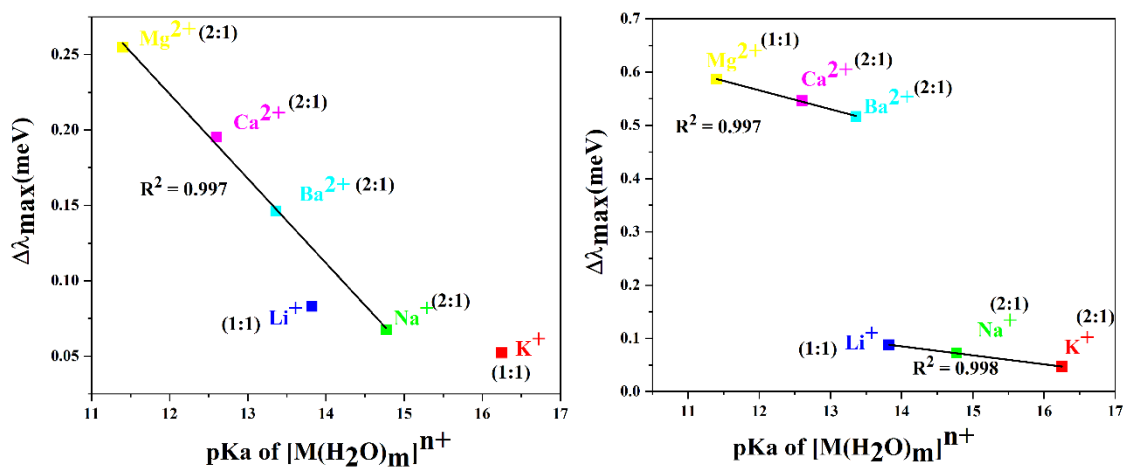 Δλmax(meV)
0.25
0.20
0.15
0.10
0.05
Mg2+(2:1)
Ca2+(2:1)
R2 = 0.997
Ba2+(2:1)
(1:1) Li+
Na+(2:1)
K+
(1:1)
11 12 13 14 15 16 17
pKa of [M(H2O)m]n+
Δλmax(meV)
0.7
0.6
0.5
0.4
0.3
0.2
0.1
0.0
Mg2+(1:1)
Ca2+(2:1)
Ba2+(2:1)
R2 = 0.997
(2:1)
Na+
(2:1)
K+
(1:1) Li+
R2 = 0.998
11 12 13 14 15 16 17
pKa of [M(H2O)m]n+